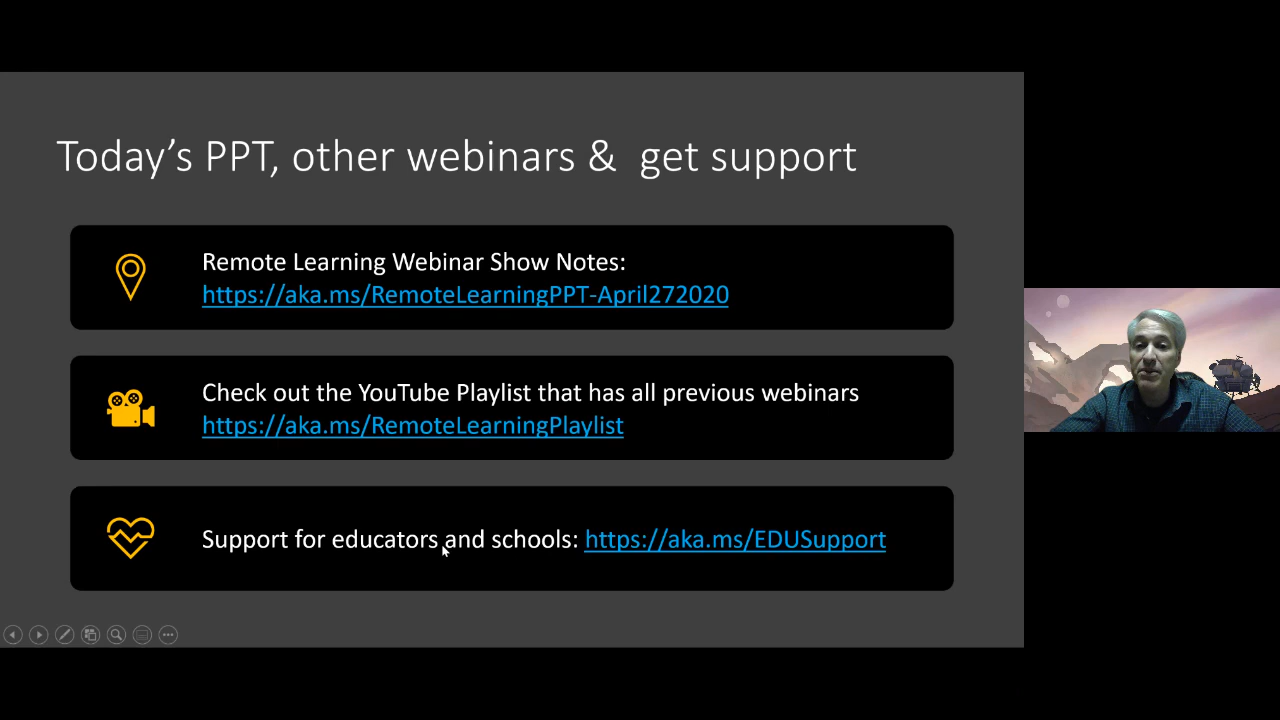 Today’s PPT, other webinars &  get support
Remote Learning Webinar Show Notes:
https://aka.ms/RemoteLearningPPT-April272020
Check out the YouTube Playlist that has all previous webinars
https://aka.ms/RemoteLearningPlaylist
Support for educators and schools: https://aka.ms/EDUSupport